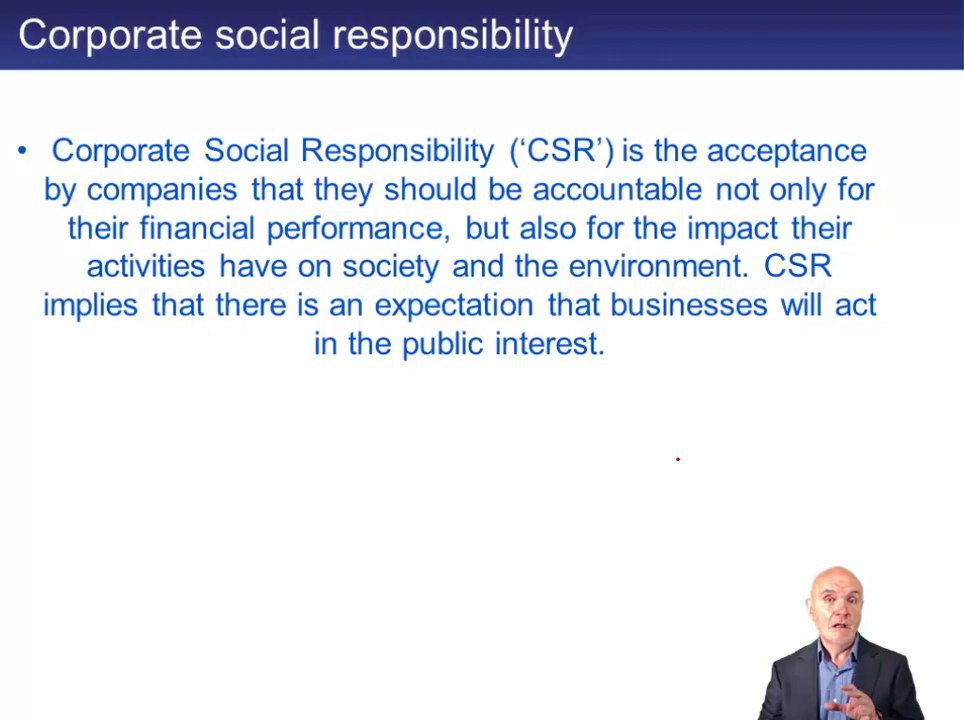 Corporate social responsibility
• Corporate Social Responsibility (‘CSR’) is the acceptance
by companies that they should be accountable not only for
their financial performance, but also for the impact their
activities have on society and the environment. CSR
implies that there is an expectation that businesses will act
in the public interest.